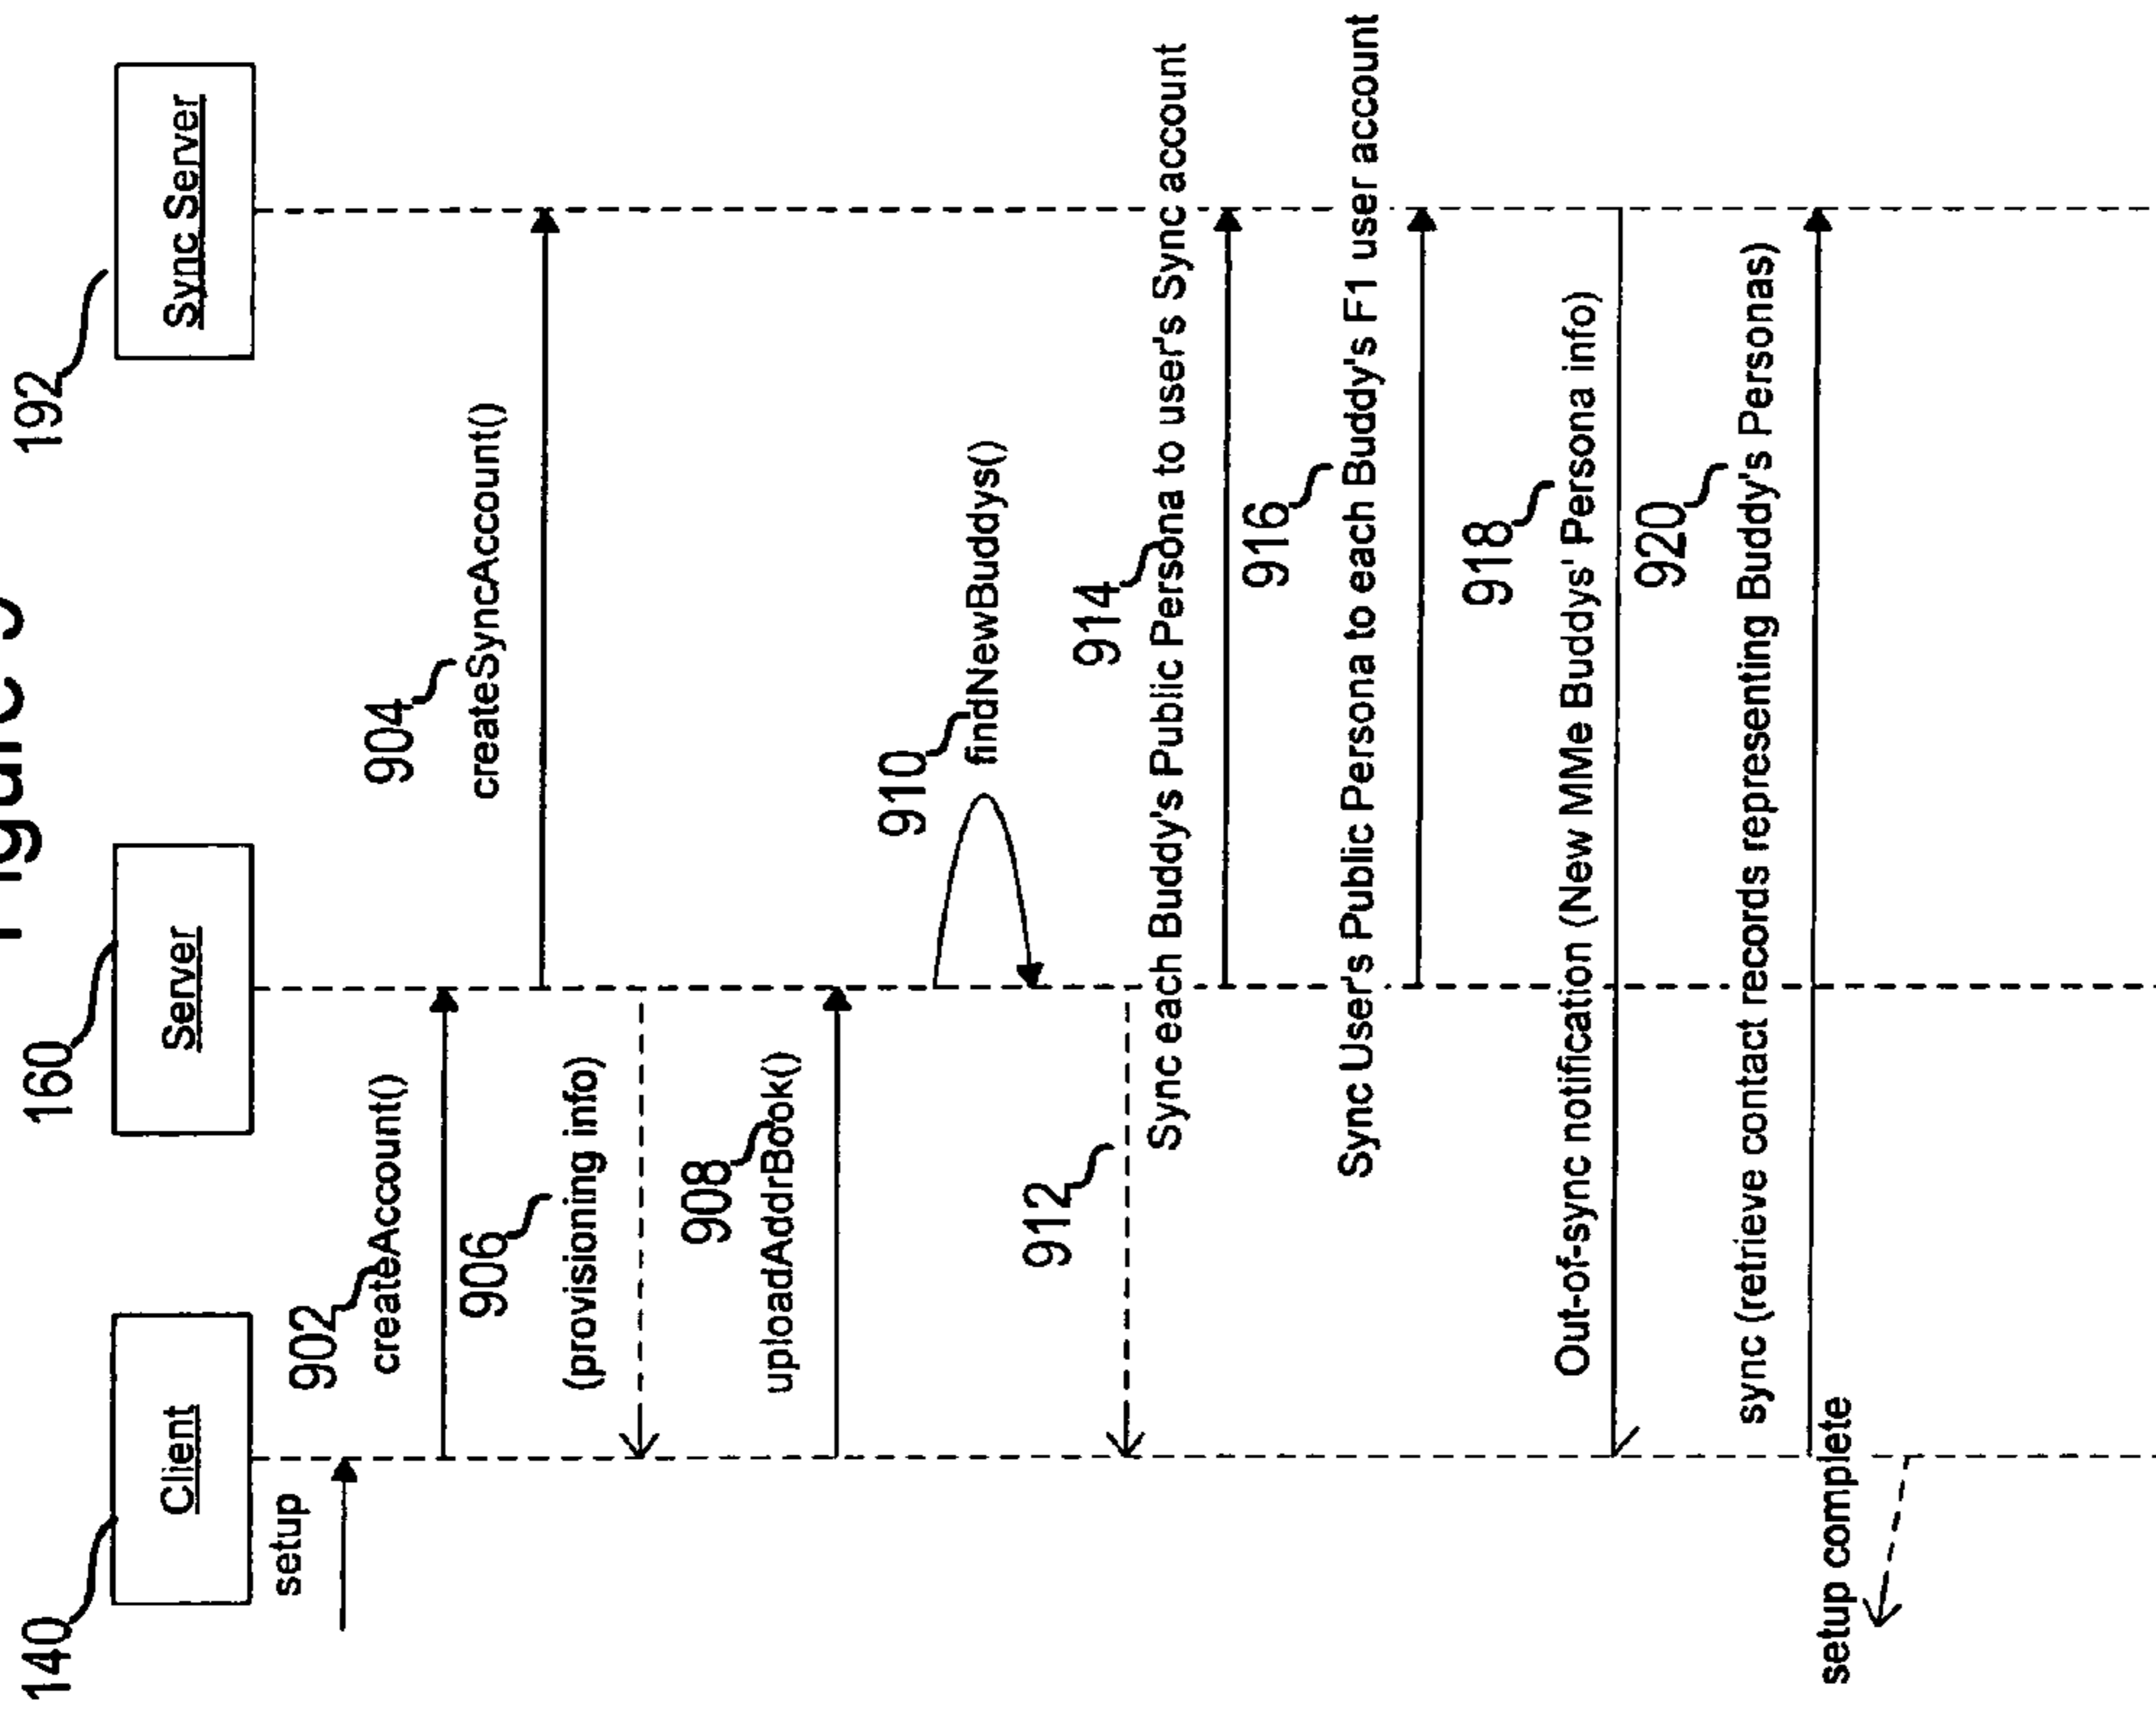 Figure 9
140
Client
160
Server
192
Sync Server
setup
902
createAccount()
904
createSyncAccount()
906
(provisioning info)
908
uploadAddrBook()
910
findNewBuddys()
912
914
Sync each Buddy's Public Persona to user's Sync account
916
Sync User's Public Persona to each Buddy's F1 user account
918
Out-of-sync notification (New MMe Buddys' Persona info)
920
sync (retrieve contact records representing Buddy's Personas)
setup complete